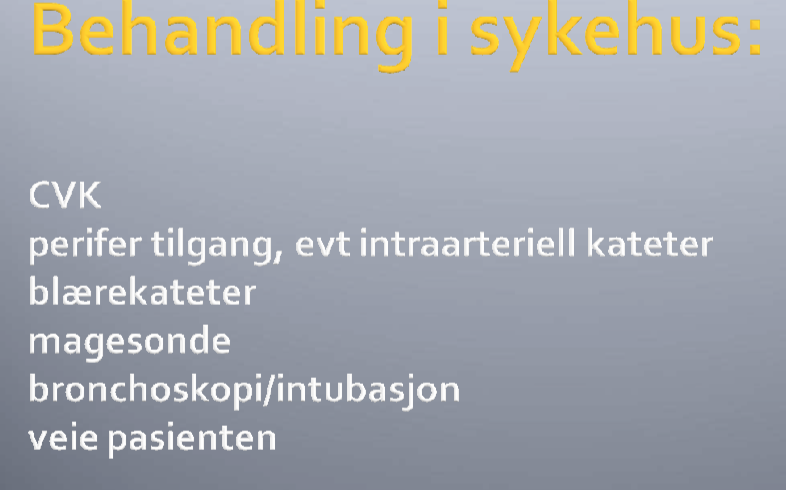 Behandling i sykehus:
CVK
perifer tilgang, evt intraarteriell kateter
blærekateter
magesonde
bronchoskopi/intubasjon
veie pasienten